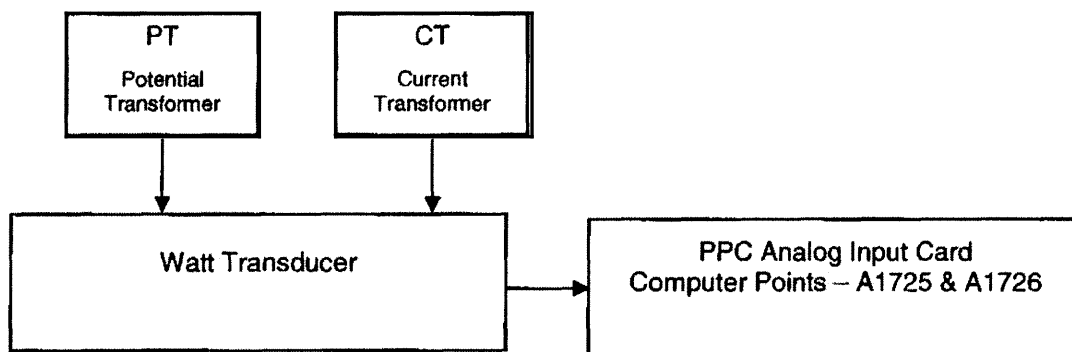 PT
Potential
Transformer
CT
Current
Transformer
Watt Transducer
PPC Analog Input Card
Computer Points – A1725 & A1726